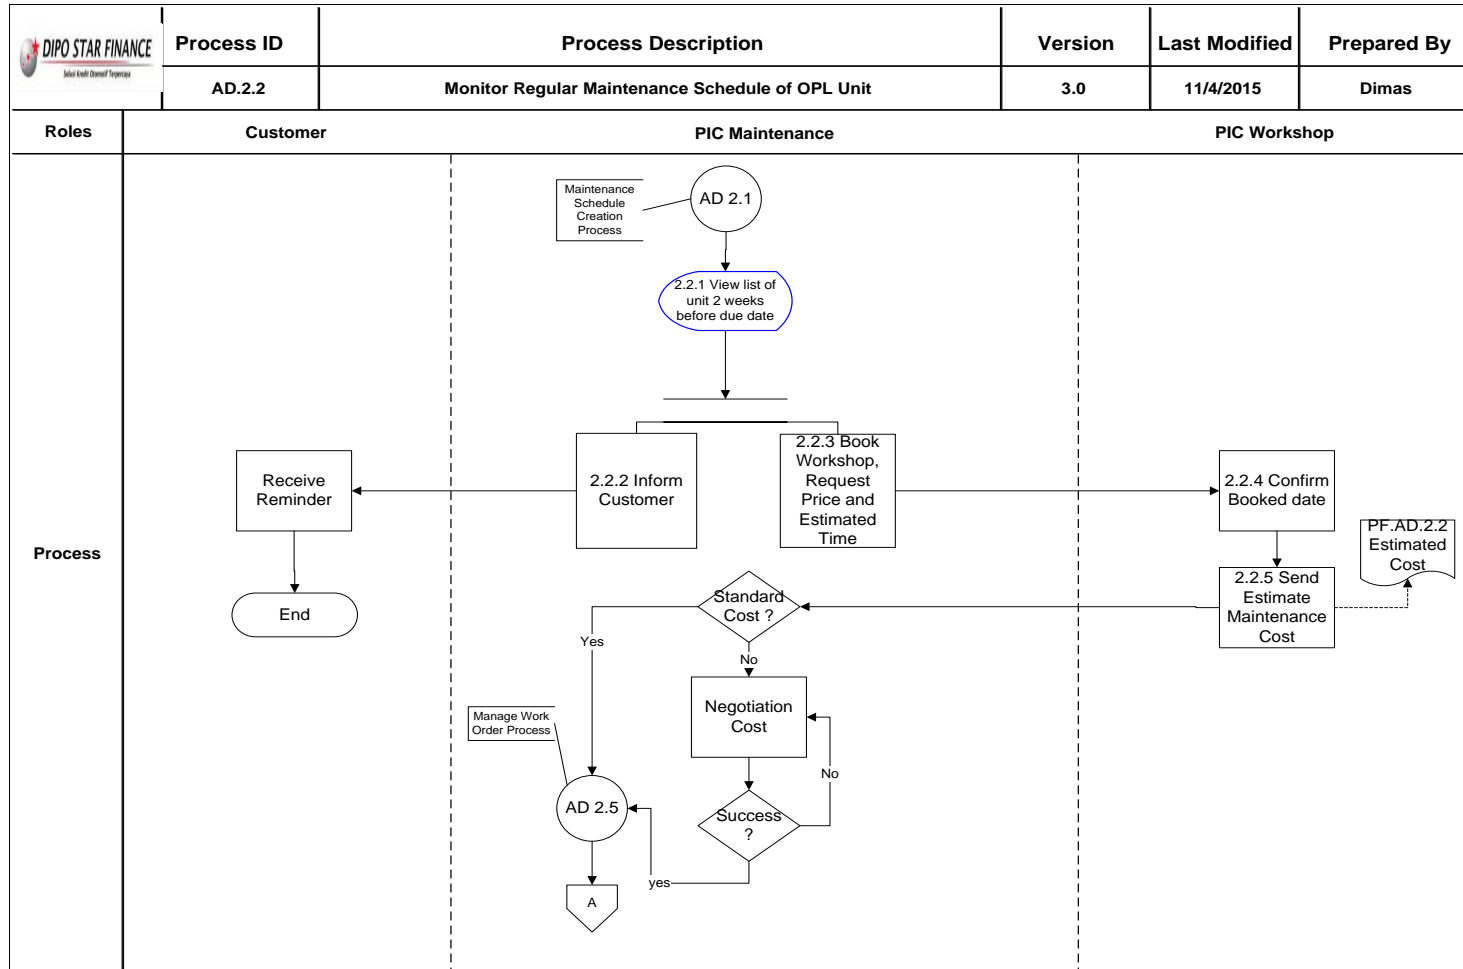 DIPO STAR FINANCE
Solusi Kredit Otomotif Terpercaya
Process ID
Process Description
Version
Last Modified
Prepared By
AD.2.2
Monitor Regular Maintenance Schedule of OPL Unit
3.0
11/4/2015
Dimas
Roles
Customer
PIC Maintenance
PIC Workshop
Process
Maintenance
Schedule
Creation
Process
AD 2.1
2.2.1 View list of
unit 2 weeks
before due date
Receive
Reminder
2.2.2 Inform
Customer
2.2.3 Book
Workshop,
Request
Price and
Estimated
Time
2.2.4 Confirm
Booked date
PF.AD.2.2
Estimated
Cost
End
Standard
Cost ?
2.2.5 Send
Estimate
Maintenance
Cost
Yes
No
Negotiation
Cost
Manage Work
Order Process
No
AD 2.5
Success
?
yes
A